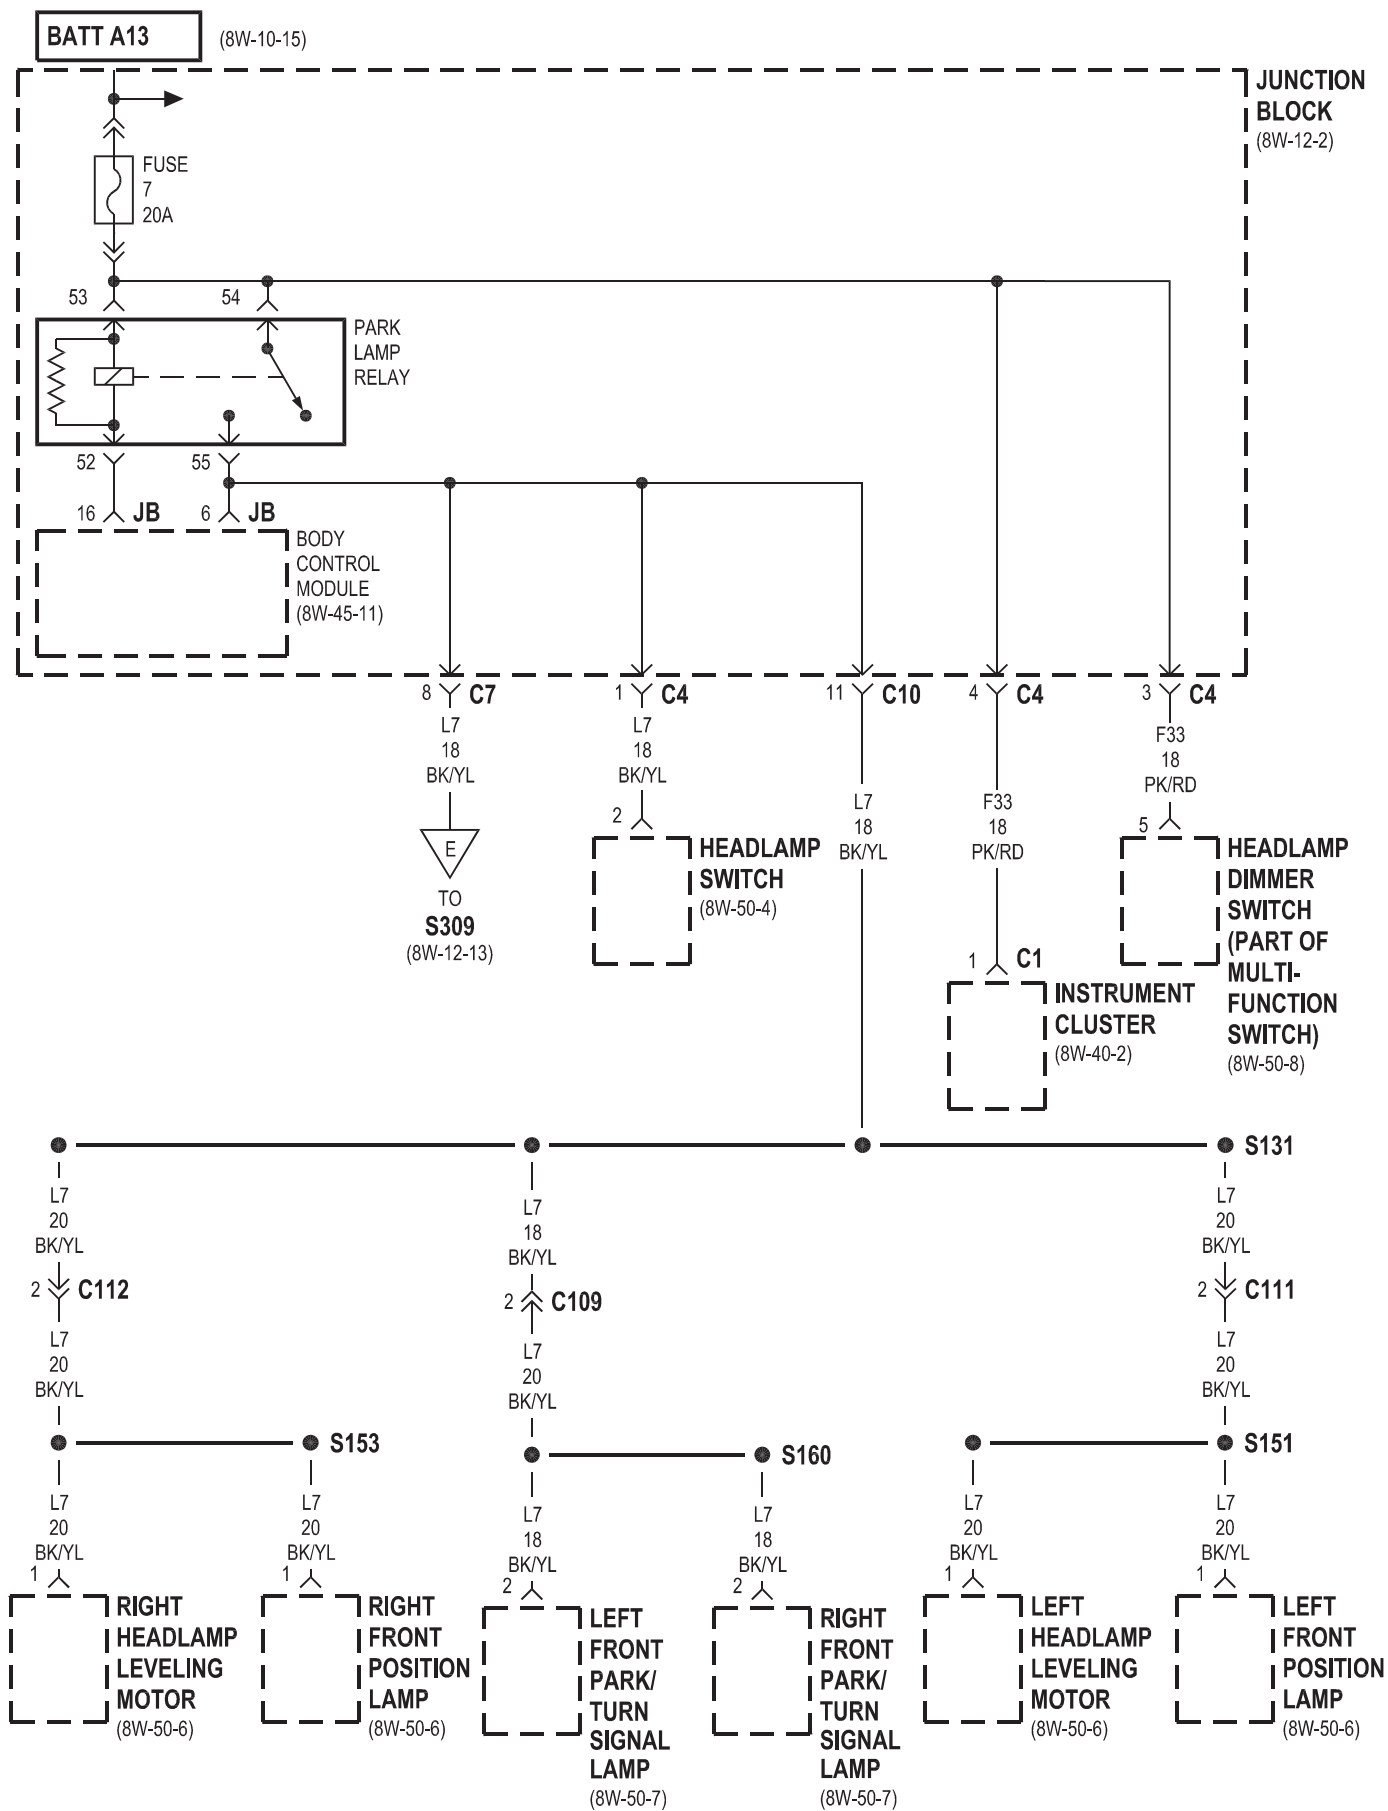 BATT A13
(8W-10-15)
JUNCTION
BLOCK
(8W-12-2)
FUSE
7
20A
53
54
PARK
LAMP
RELAY
52
55
16
JB
6
JB
BODY
CONTROL
MODULE
(8W-45-11)
8
C7
1
C4
11
C10
4
C4
3
C4
L7
18
BK/YL
L7
18
BK/YL
F33
18
PK/RD
L7
18
BK/YL
F33
18
PK/RD
E
TO
S309
(8W-12-13)
2
HEADLAMP
SWITCH
(8W-50-4)
5
HEADLAMP
DIMMER
SWITCH
(PART OF
MULTI-
FUNCTION
SWITCH)
(8W-50-8)
1
C1
INSTRUMENT
CLUSTER
(8W-40-2)
S131
L7
20
BK/YL
L7
18
BK/YL
L7
20
BK/YL
2
C112
2
C109
2
C111
L7
20
BK/YL
L7
20
BK/YL
L7
20
BK/YL
S153
S160
S151
L7
20
BK/YL
L7
20
BK/YL
L7
18
BK/YL
L7
18
BK/YL
L7
20
BK/YL
L7
20
BK/YL
1
1
2
2
1
1
RIGHT
HEADLAMP
LEVELING
MOTOR
(8W-50-6)
RIGHT
FRONT
POSITION
LAMP
(8W-50-6)
LEFT
FRONT
PARK/
TURN
SIGNAL
LAMP
(8W-50-7)
RIGHT
FRONT
PARK/
TURN
SIGNAL
LAMP
(8W-50-7)
LEFT
HEADLAMP
LEVELING
MOTOR
(8W-50-6)
LEFT
FRONT
POSITION
LAMP
(8W-50-6)